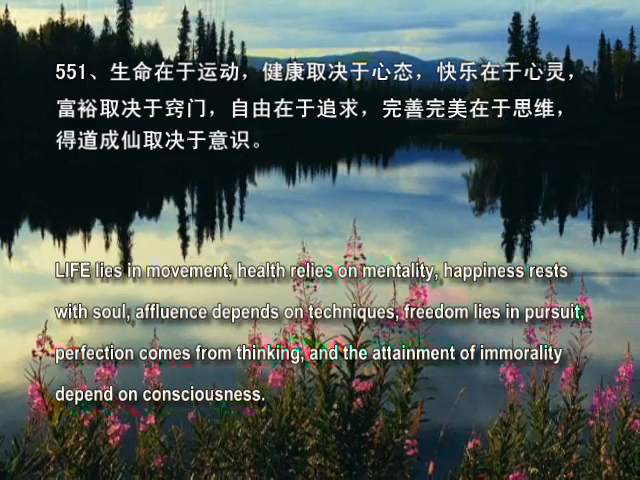 551、生命在于运动，健康取决于心态，快乐在于心灵，
富裕取决于窍门，自由在于追求，完善完美在于思维，
得道成仙取决于意识。
LIFE lies in movement, health relies on mentality, happiness rests
with soul, affluence depends on techniques, freedom lies in pursuit,
perfection comes from thinking, and the attainment of immorality
depend on consciousness.